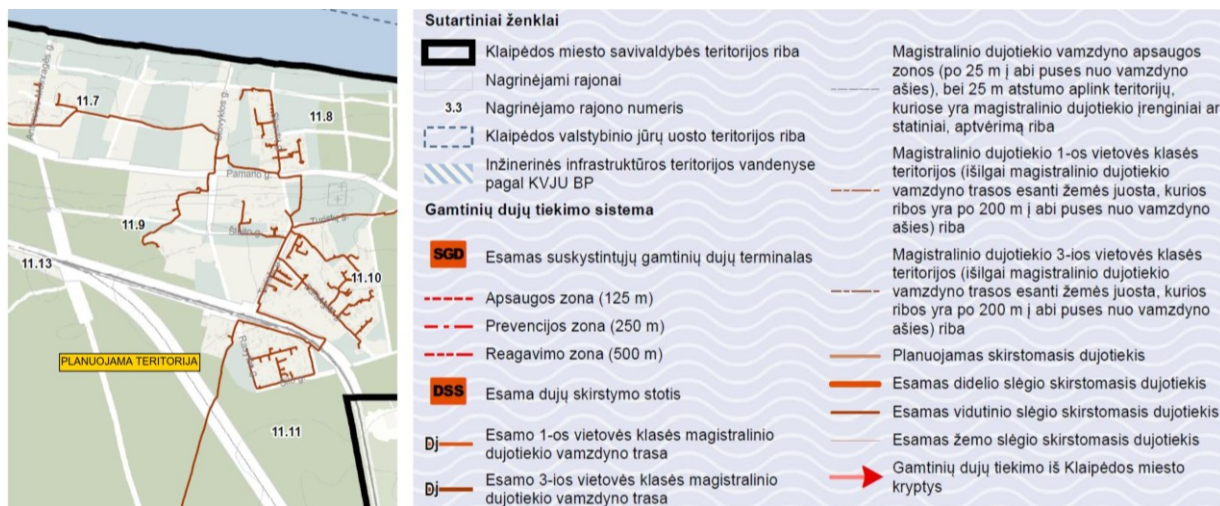 11.7
11.8
Pamario g.
11.9
11.13
11.10
PLANUOJAMA TERITORIJA
11.11
Sutartiniai ženklai
Klaipėdos miesto savivaldybės teritorijos riba
Nagrinėjami rajonai
3.3 Nagrinėjamo rajono numeris
Klaipėdos valstybinio jūrų uosto teritorijos riba
Inžinerinės infrastruktūros teritorijos vandenyse
pagal KVJU BP
Gamtinių dujų tiekimo sistema
SGD Esamas suskystintųjų gamtinių dujų terminalas
Apsaugos zona (125 m)
Prevencijos zona (250 m)
Reagavimo zona (500 m)
DSS Esama dujų skirstymo stotis
Dj Esamo 1-os vietovės klasės magistralinio
dujotiekio vamzdyno trasa
Dj Esamo 3-ios vietovės klasės magistralinio
dujotiekio vamzdyno trasa
Magistralinio dujotiekio vamzdyno apsaugos
zonos (po 25 m į abi puses nuo vamzdyno
ašies), bei 25 m atstumo aplink teritorijų,
kuriose yra magistralinio dujotiekio įrenginiai ar
statiniai, aptvėrimą riba
Magistralinio dujotiekio 1-os vietovės klasės
teritorijos (išilgai magistralinio dujotiekio
vamzdyno trasos esanti žemės juosta, kurios
ribos yra po 200 m į abi puses nuo vamzdyno
ašies) riba
Magistralinio dujotiekio 3-ios vietovės klasės
teritorijos (išilgai magistralinio dujotiekio
vamzdyno trasos esanti žemės juosta, kurios
ribos yra po 200 m į abi puses nuo vamzdyno
ašies) riba
Planuojamas skirstomasis dujotiekis
Esamas didelio slėgio skirstomasis dujotiekis
Esamas vidutinio slėgio skirstomasis dujotiekis
Esamas žemo slėgio skirstomasis dujotiekis
Gamtinių dujų tiekimo iš Klaipėdos miesto
kryptys